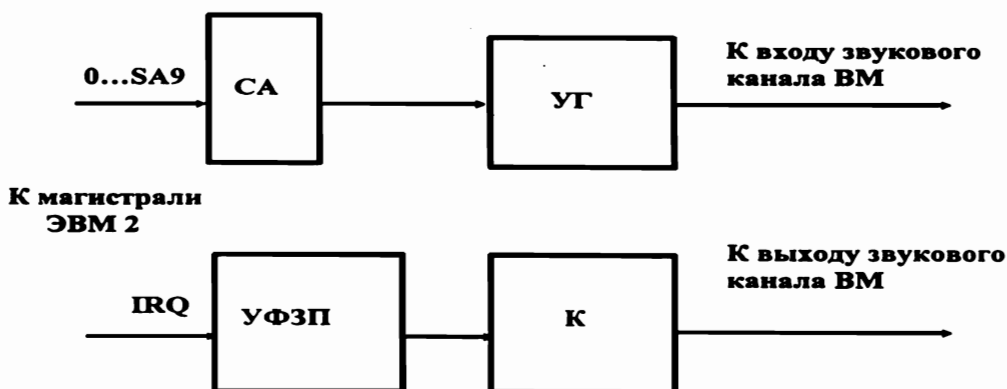 0...SA9
СА
УГ
К входу звукового
канала ВМ
К магистрали
ЭВМ 2
IRQ
УФЗП
К
К выходу звукового
канала ВМ